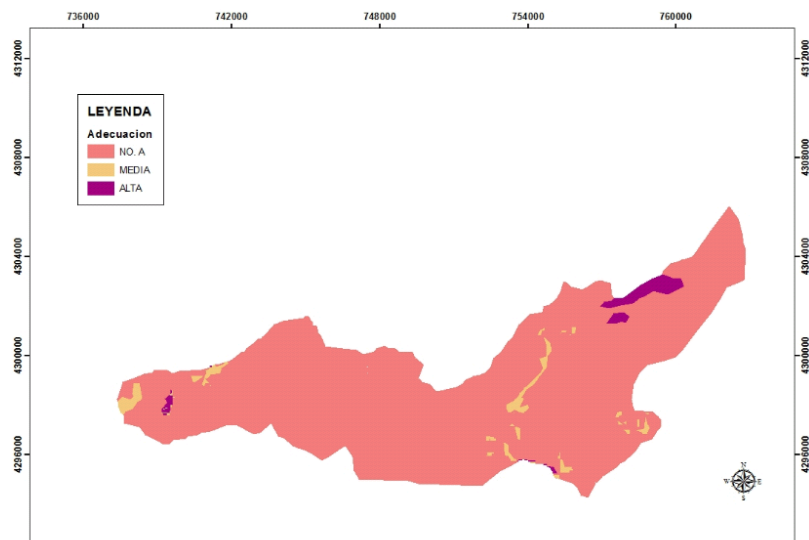 736000 742000 748000 754000 760000
4312000 4312000
LEYENDA
Adecuacion
NO. A
MEDIA
ALTA
4308000 4308000
4304000 4304000
4300000 4300000
4296000 4296000
N
W E
S